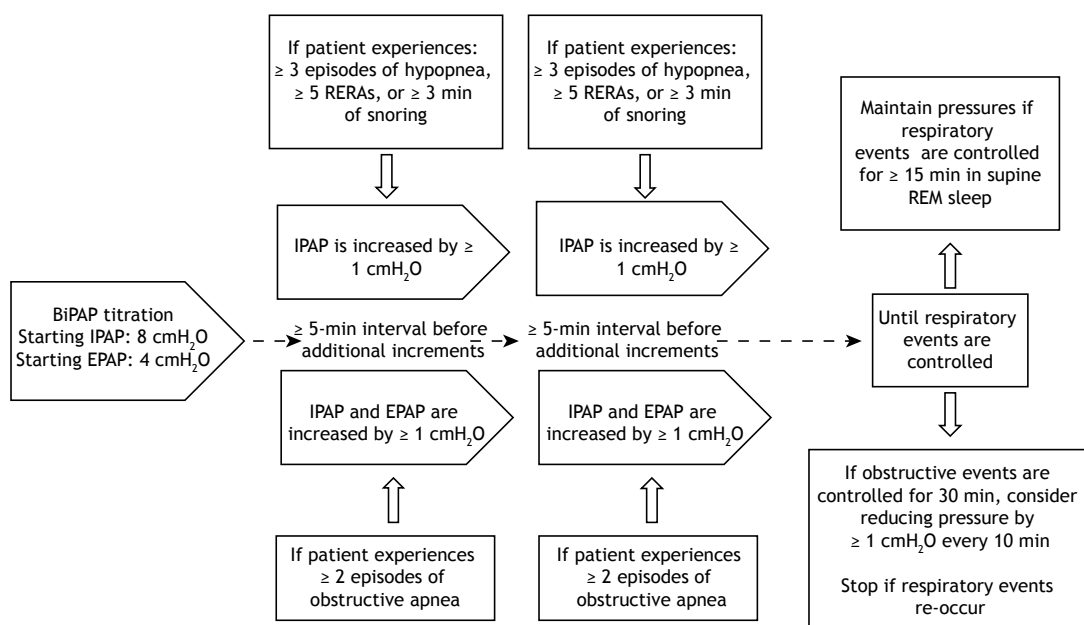 If patient experiences:
≥ 3 episodes of hypopnea,
≥ 5 RERAs, or ≥ 3 min
of snoring
If patient experiences:
≥ 3 episodes of hypopnea,
≥ 5 RERAs, or ≥ 3 min
of snoring
Maintain pressures if
respiratory
events are controlled
for ≥ 15 min in supine
REM sleep
IPAP is increased by ≥
1 cmH₂O
IPAP is increased by ≥
1 cmH₂O
BiPAP titration
Starting IPAP: 8 cmH₂O
Starting EPAP: 4 cmH₂O
≥ 5-min interval before
additional increments
≥ 5-min interval before
additional increments
Until respiratory
events are
controlled
IPAP and EPAP are
increased by ≥ 1 cmH₂O
IPAP and EPAP are
increased by ≥ 1 cmH₂O
If patient experiences
≥ 2 episodes of
obstructive apnea
If patient experiences
≥ 2 episodes of
obstructive apnea
If obstructive events are
controlled for 30 min, consider
reducing pressure by
≥ 1 cmH₂O every 10 min
Stop if respiratory events
re-occur